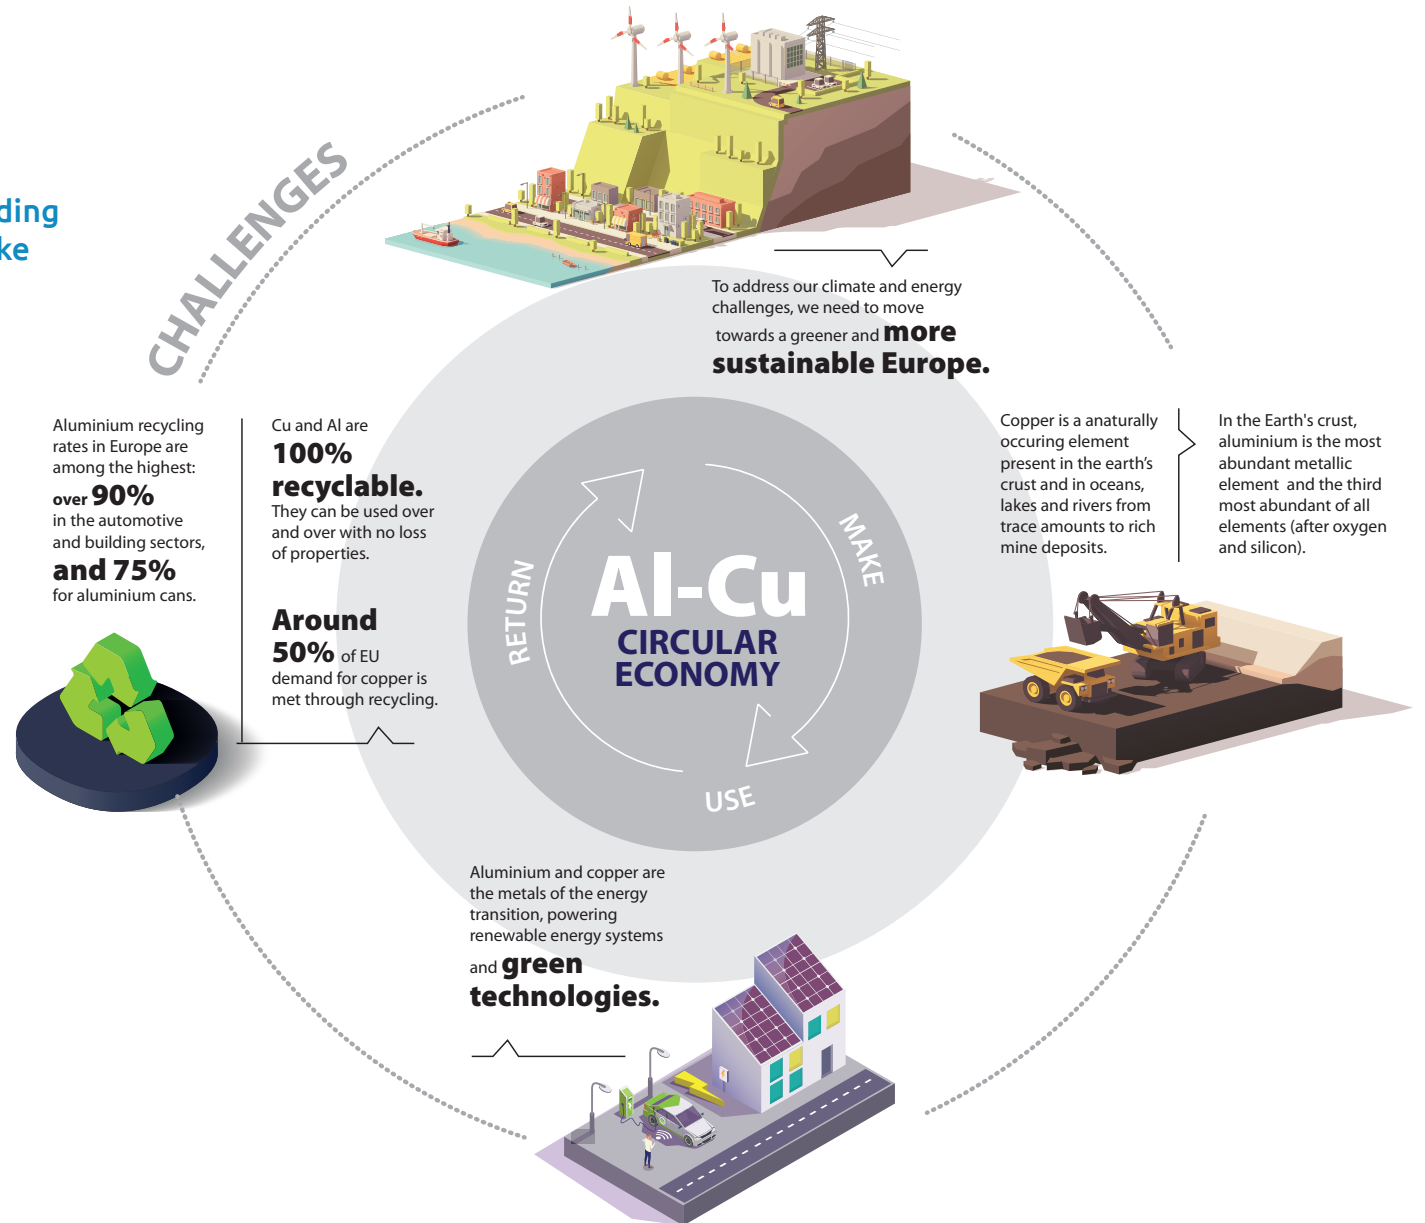 CHALLENGES
To address our climate and energy
challenges, we need to move
towards a greener and more
sustainable Europe.
Aluminium recycling
rates in Europe are
among the highest:
over 90%
in the automotive
and building sectors,
and 75%
for aluminium cans.
Cu and Al are
100%
recyclable.
They can be used over
and over with no loss
of properties.
Around
50% of EU
demand for copper is
met through recycling.
Copper is a anaturally
occuring element
present in the earth's
crust and in oceans,
lakes and rivers from
trace amounts to rich
mine deposits.
In the Earth's crust,
aluminium is the most
abundant metallic
element and the third
most abundant of all
elements (after oxygen
and silicon).
RETURN
MAKE
Al-Cu
CIRCULAR
ECONOMY
USE
Aluminium and copper are
the metals of the energy
transition, powering
renewable energy systems
and green
technologies.